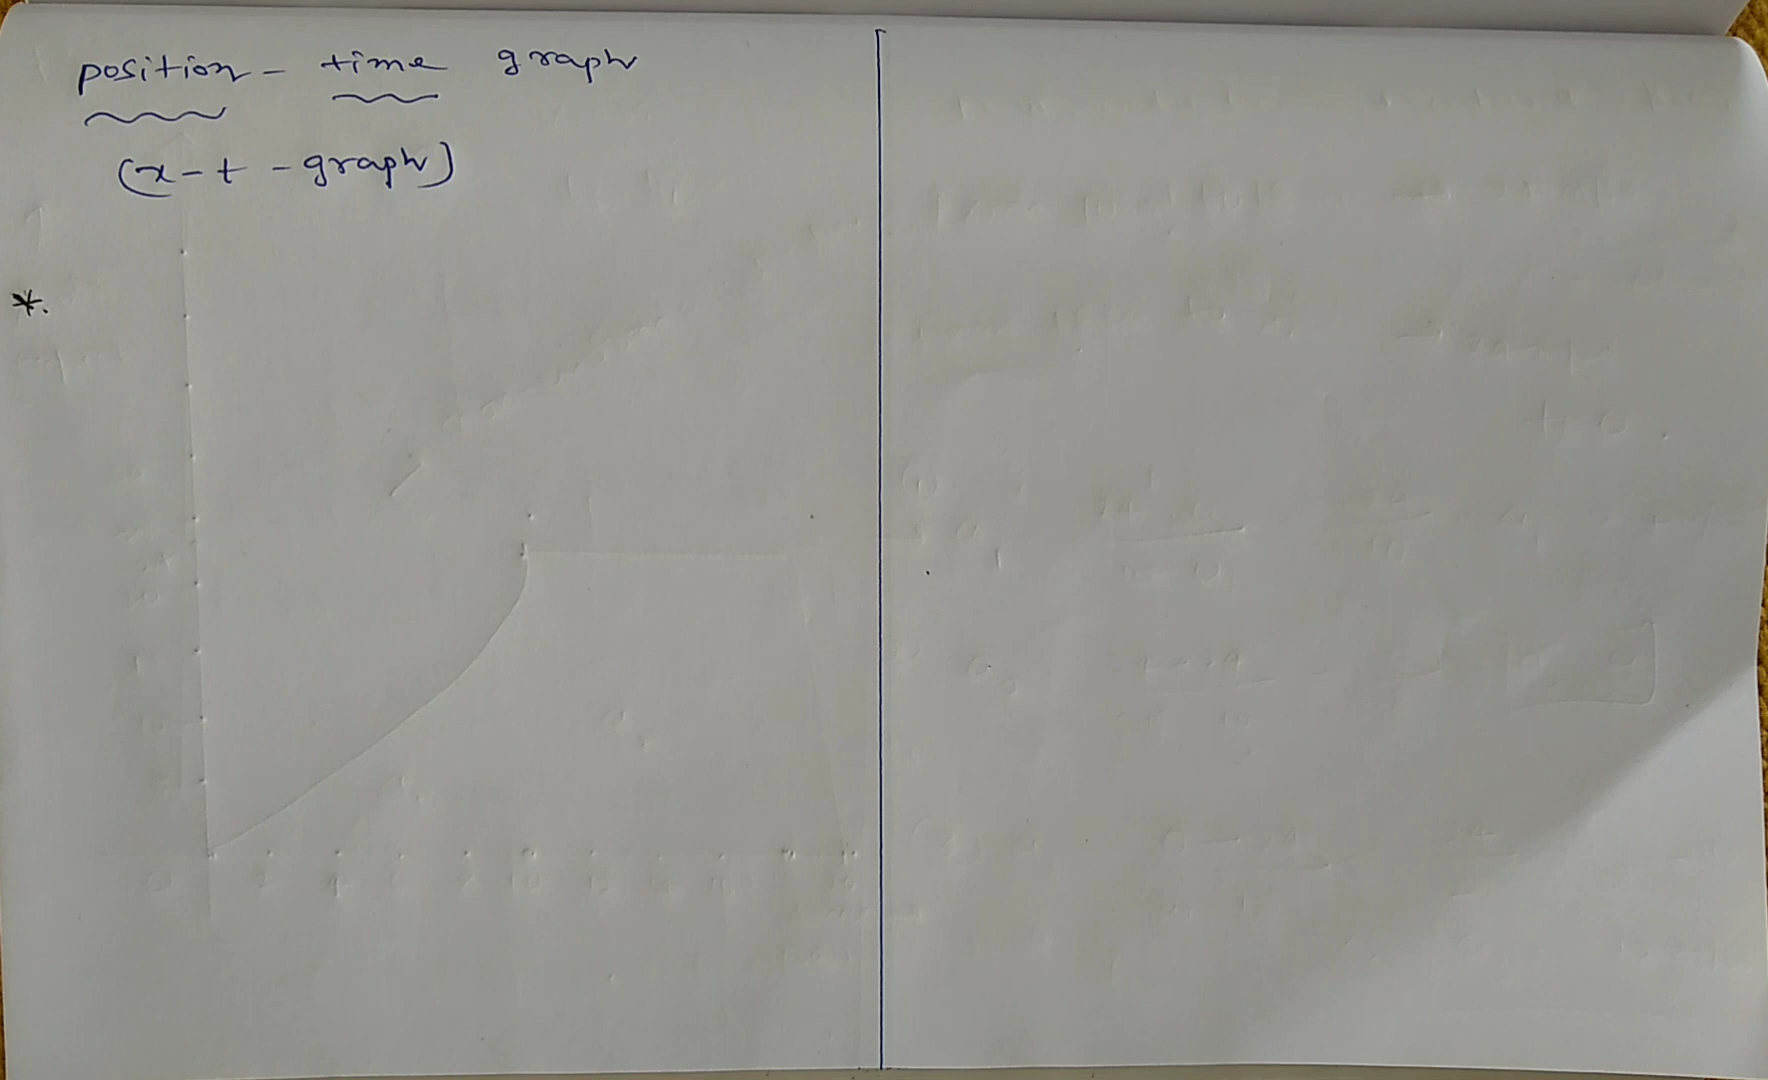 position - time graph
(x-t - graph)
*.